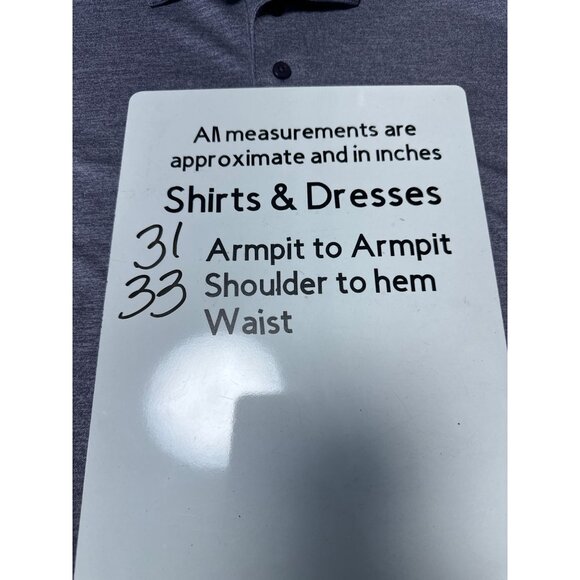 All measurements are
approximate and in inches
Shirts & Dresses
31 Armpit to Armpit
33 Shoulder to hem
Waist